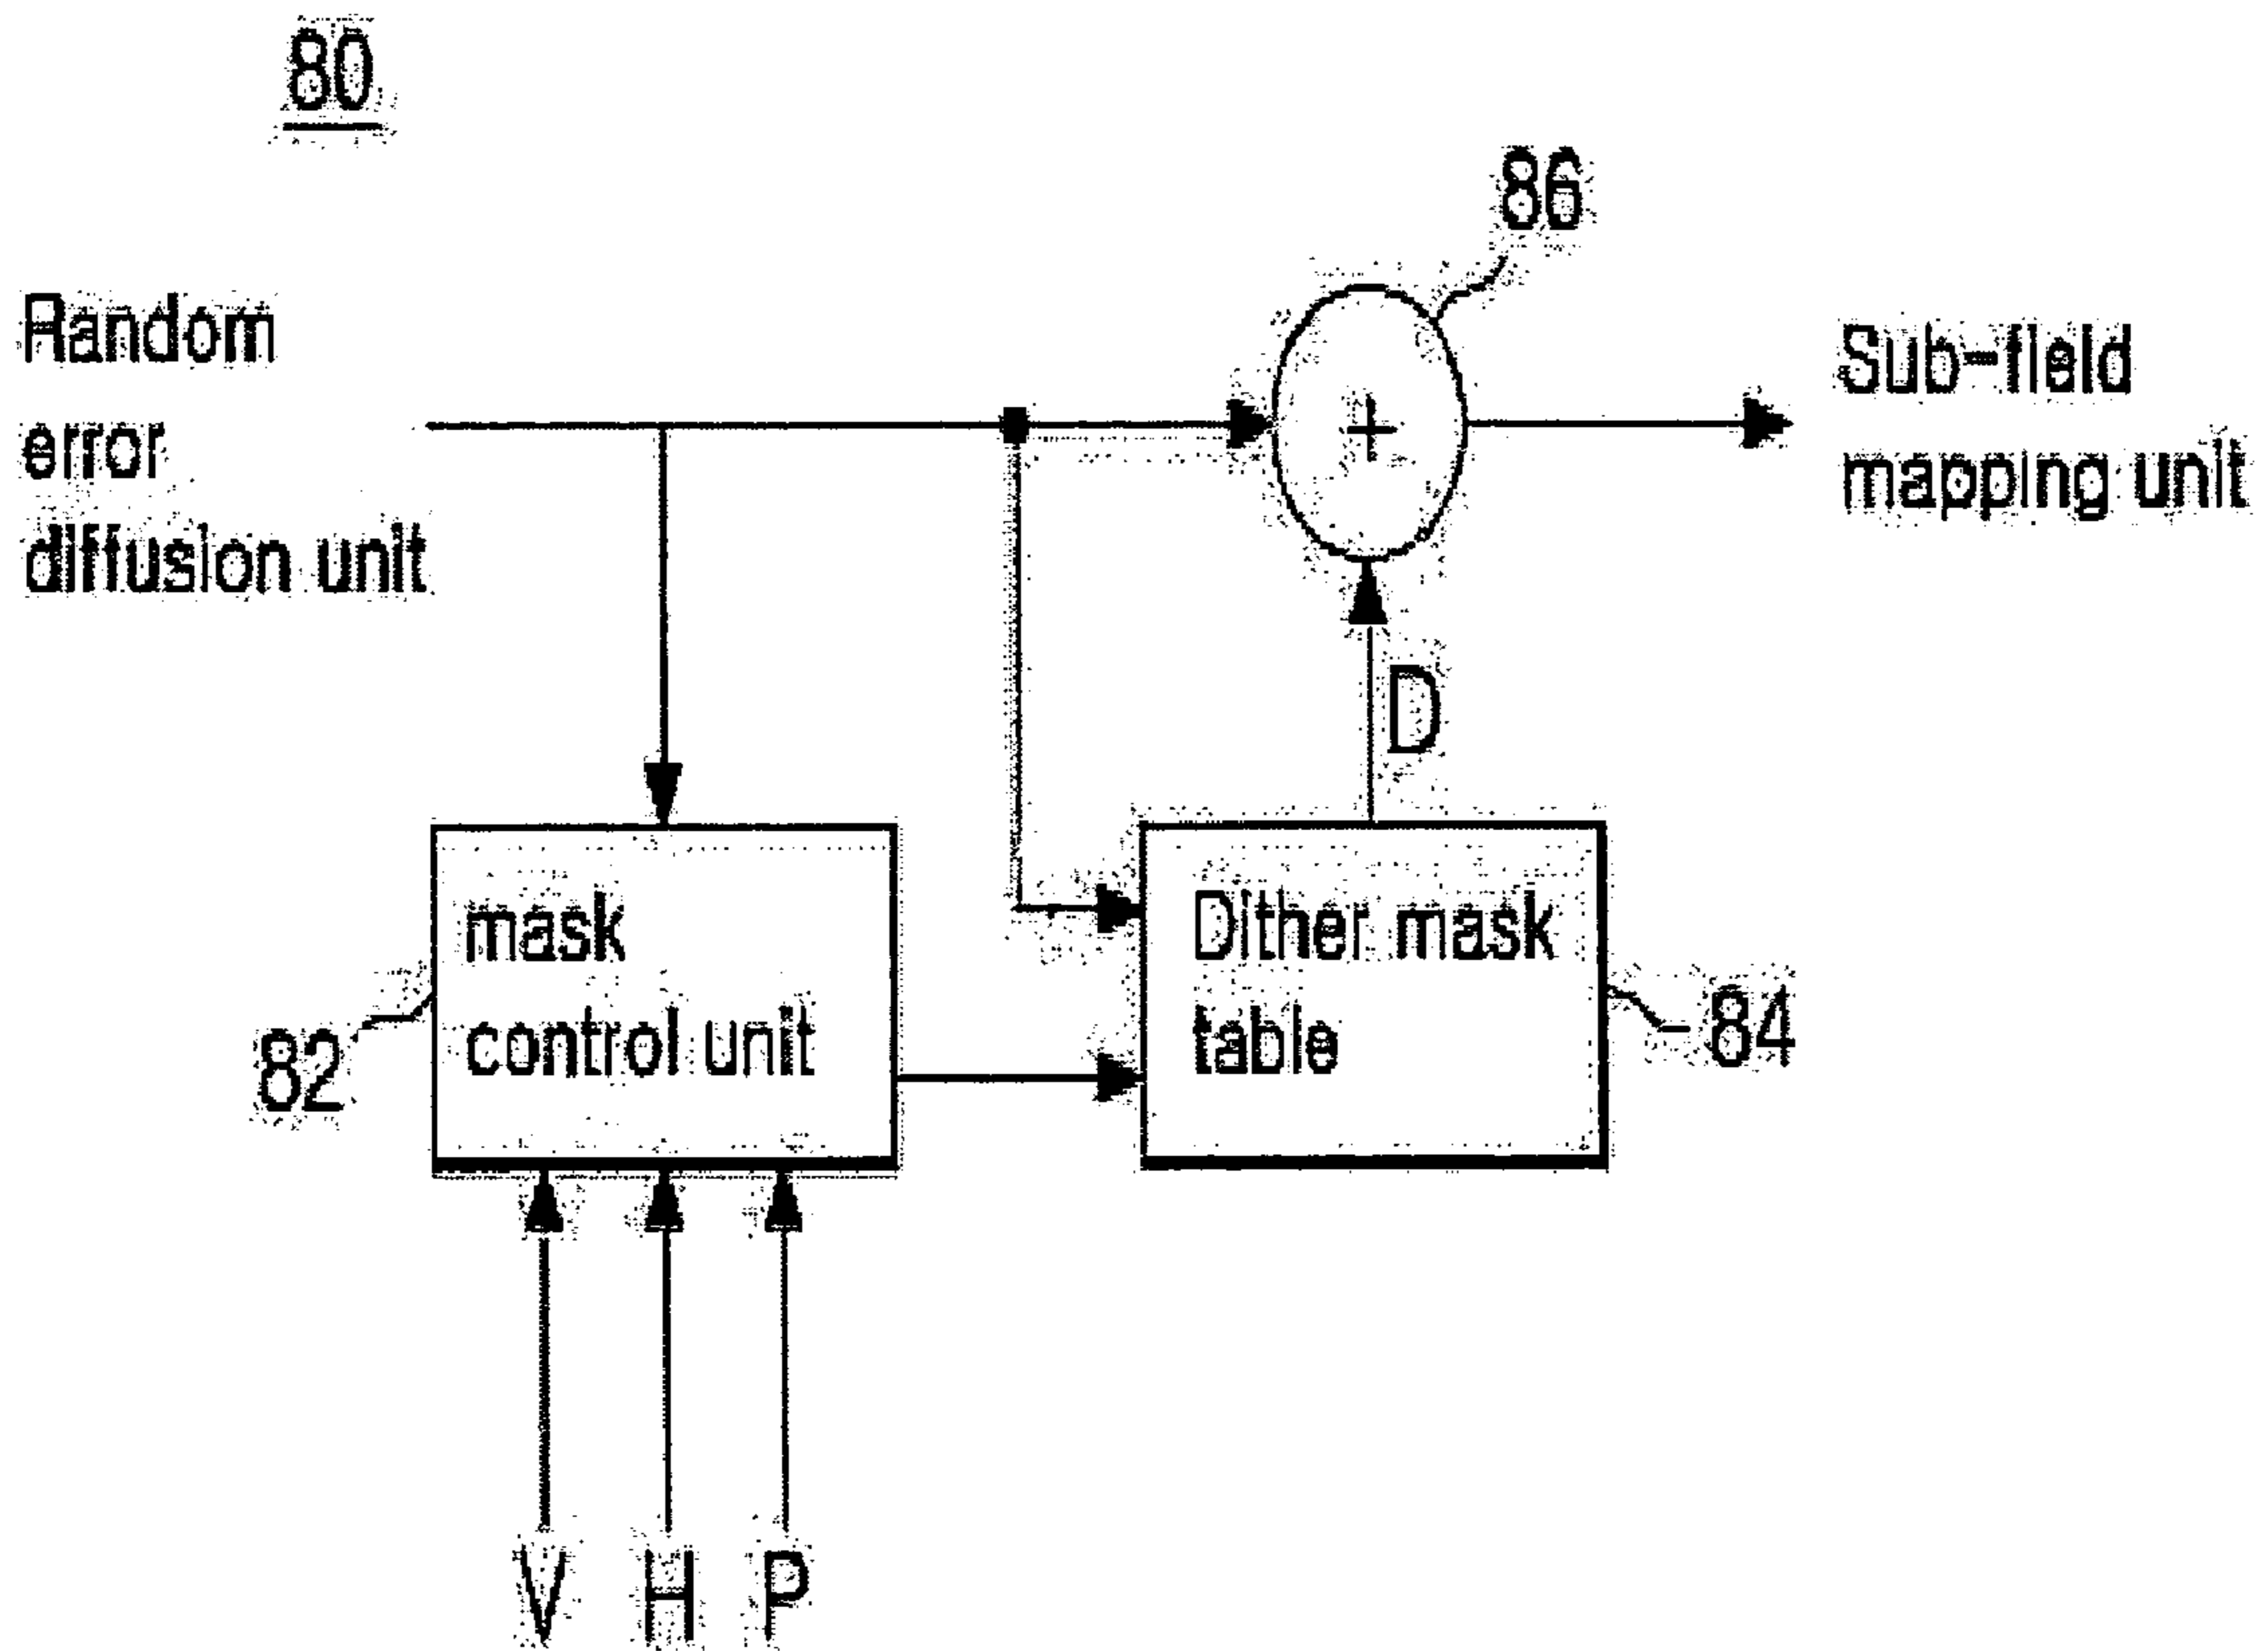 80
86
Random
error
diffusion unit
Sub-field
mapping unit
D
mask
control unit
Dither mask
table
82
84
V H P